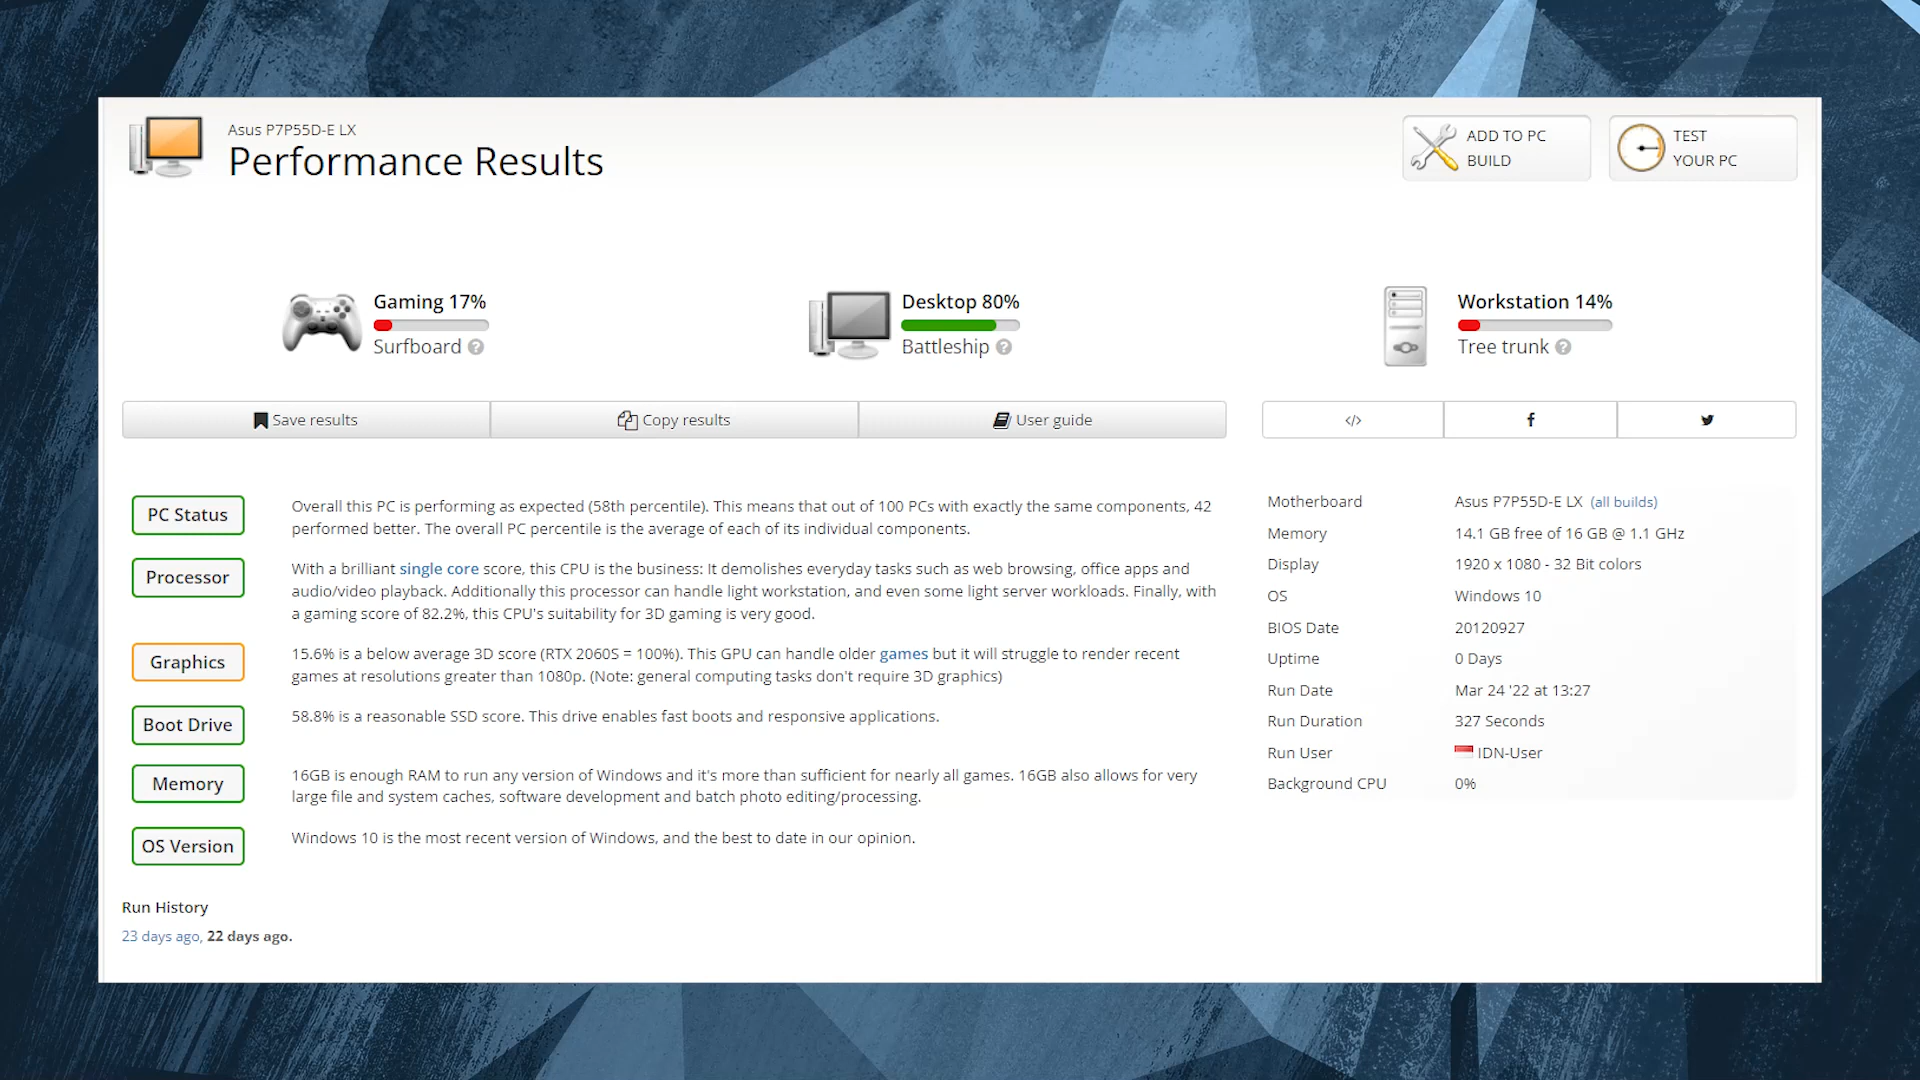 Asus P7P55D-E LX
Performance Results
ADD TO PC
BUILD
TEST
YOUR PC
Gaming 17%
Surfboard ?
Desktop 80%
Battleship ?
Workstation 14%
Tree trunk ?
Save results
Copy results
User guide
</>
f
PC Status
Overall this PC is performing as expected (58th percentile). This means that out of 100 PCs with exactly the same components, 42
performed better. The overall PC percentile is the average of each of its individual components.
Processor
With a brilliant single core score, this CPU is the business: It demolishes everyday tasks such as web browsing, office apps and
audio/video playback. Additionally this processor can handle light workstation, and even some light server workloads. Finally, with
a gaming score of 82.2%, this CPU's suitability for 3D gaming is very good.
Graphics
15.6% is a below average 3D score (RTX 2060S = 100%). This GPU can handle older games but it will struggle to render recent
games at resolutions greater than 1080p. (Note: general computing tasks don't require 3D graphics)
Boot Drive
58.8% is a reasonable SSD score. This drive enables fast boots and responsive applications.
Memory
16GB is enough RAM to run any version of Windows and it's more than sufficient for nearly all games. 16GB also allows for very
large file and system caches, software development and batch photo editing/processing.
OS Version
Windows 10 is the most recent version of Windows, and the best to date in our opinion.
Run History
23 days ago, 22 days ago.
Motherboard Asus P7P55D-E LX (all builds)
Memory 14.1 GB free of 16 GB @ 1.1 GHz
Display 1920 x 1080 - 32 Bit colors
OS Windows 10
BIOS Date 20120927
Uptime 0 Days
Run Date Mar 24 '22 at 13:27
Run Duration 327 Seconds
Run User IDN-User
Background CPU 0%